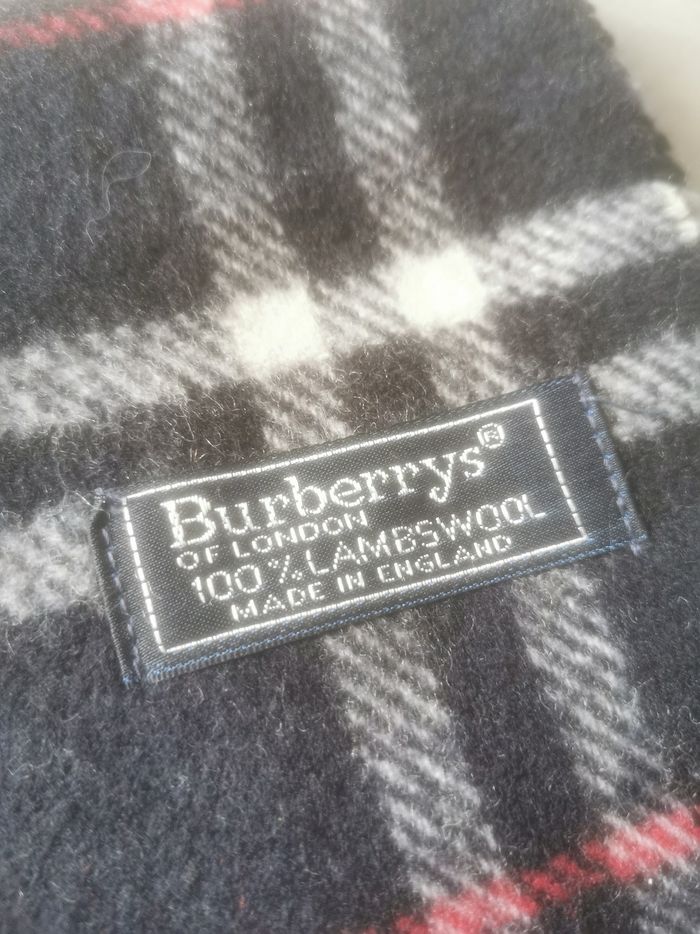 Burberrys®
OF LONDON
100% LAMBSWOOL
MADE IN ENGLAND